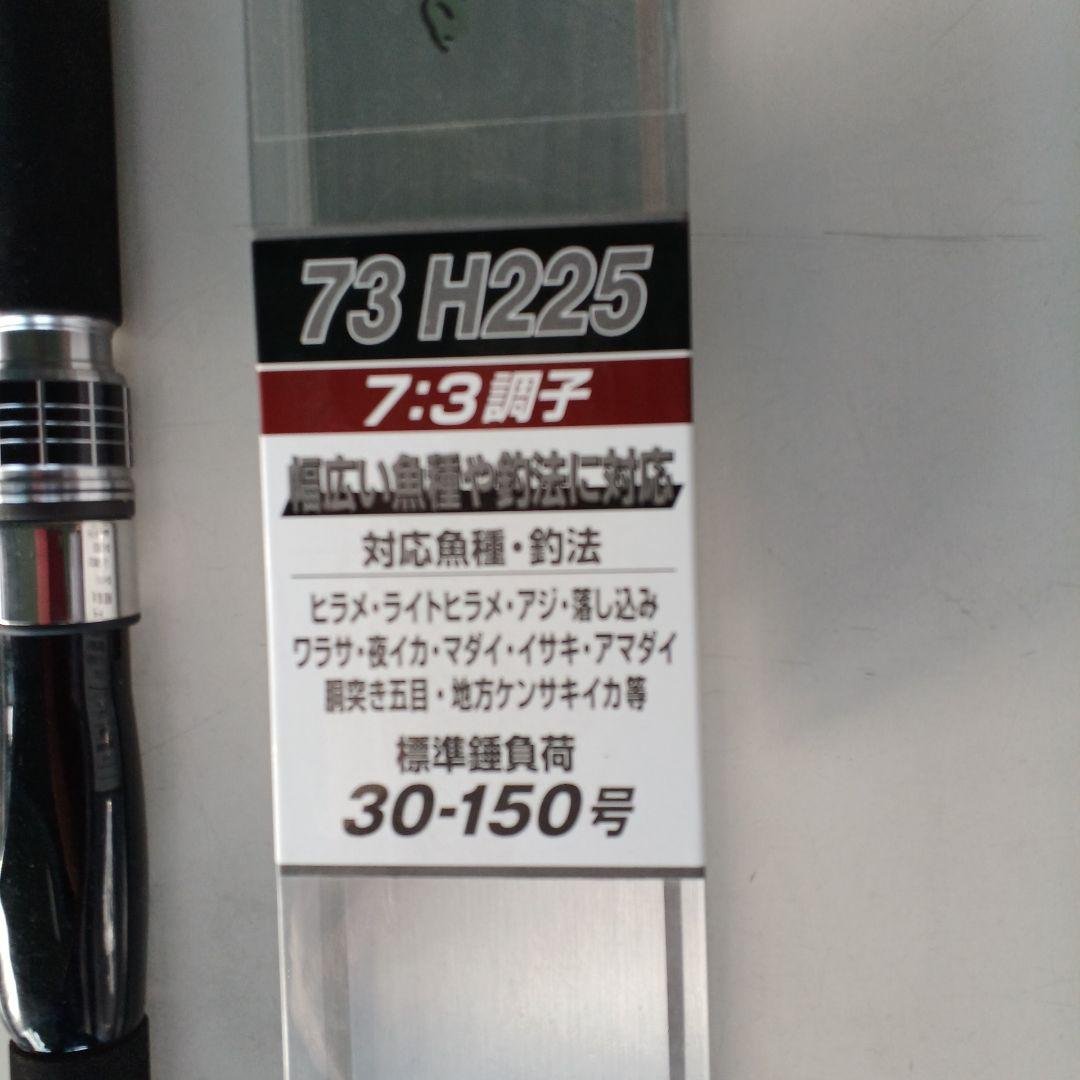 73 H225
7:3調子
幅広い魚種や釣法に対応
対応魚種・釣法
ヒラメ・ライトヒラメ・アジ・落し込み
ワラサ・夜イカ・マダイ・イサキ・アマダイ
胴突き五目・地方ケンサキイカ等
標準錘負荷
30-150号